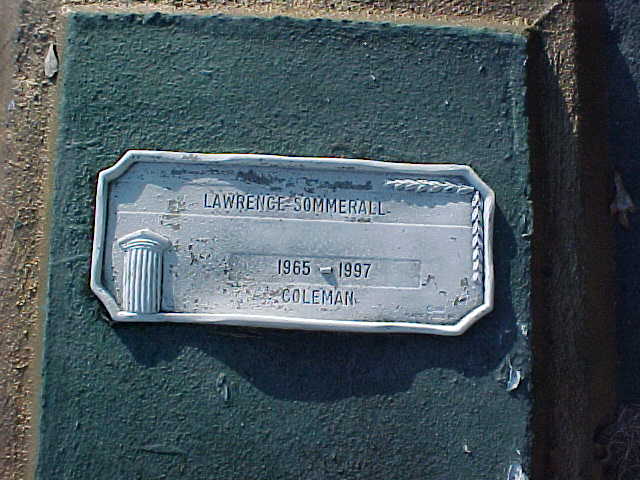 LAWRENCE SOMMERALL
1965 - 1997
COLEMAN